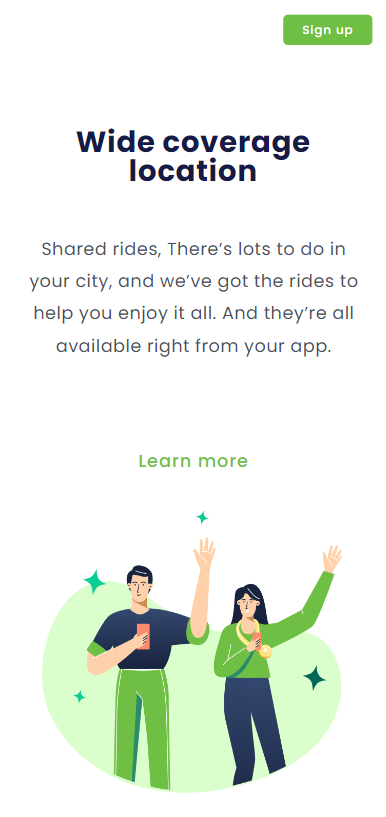 Sign up
Wide coverage
location
Shared rides, There’s lots to do in
your city, and we’ve got the rides to
help you enjoy it all. And they’re all
available right from your app.
Learn more